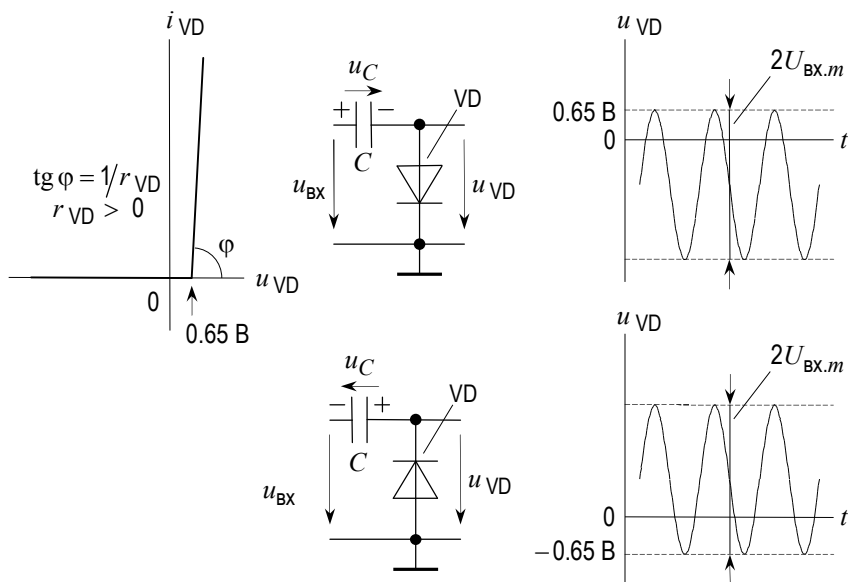 i VD
tg φ = 1/r VD
r VD > 0
φ
0
u VD
0.65 В
u C
+ −
VD
C
u вх
u VD
u VD
2U вх.m
0.65 В
0
t
u C
− +
VD
C
u вх
u VD
u VD
2U вх.m
0
t
−0.65 В